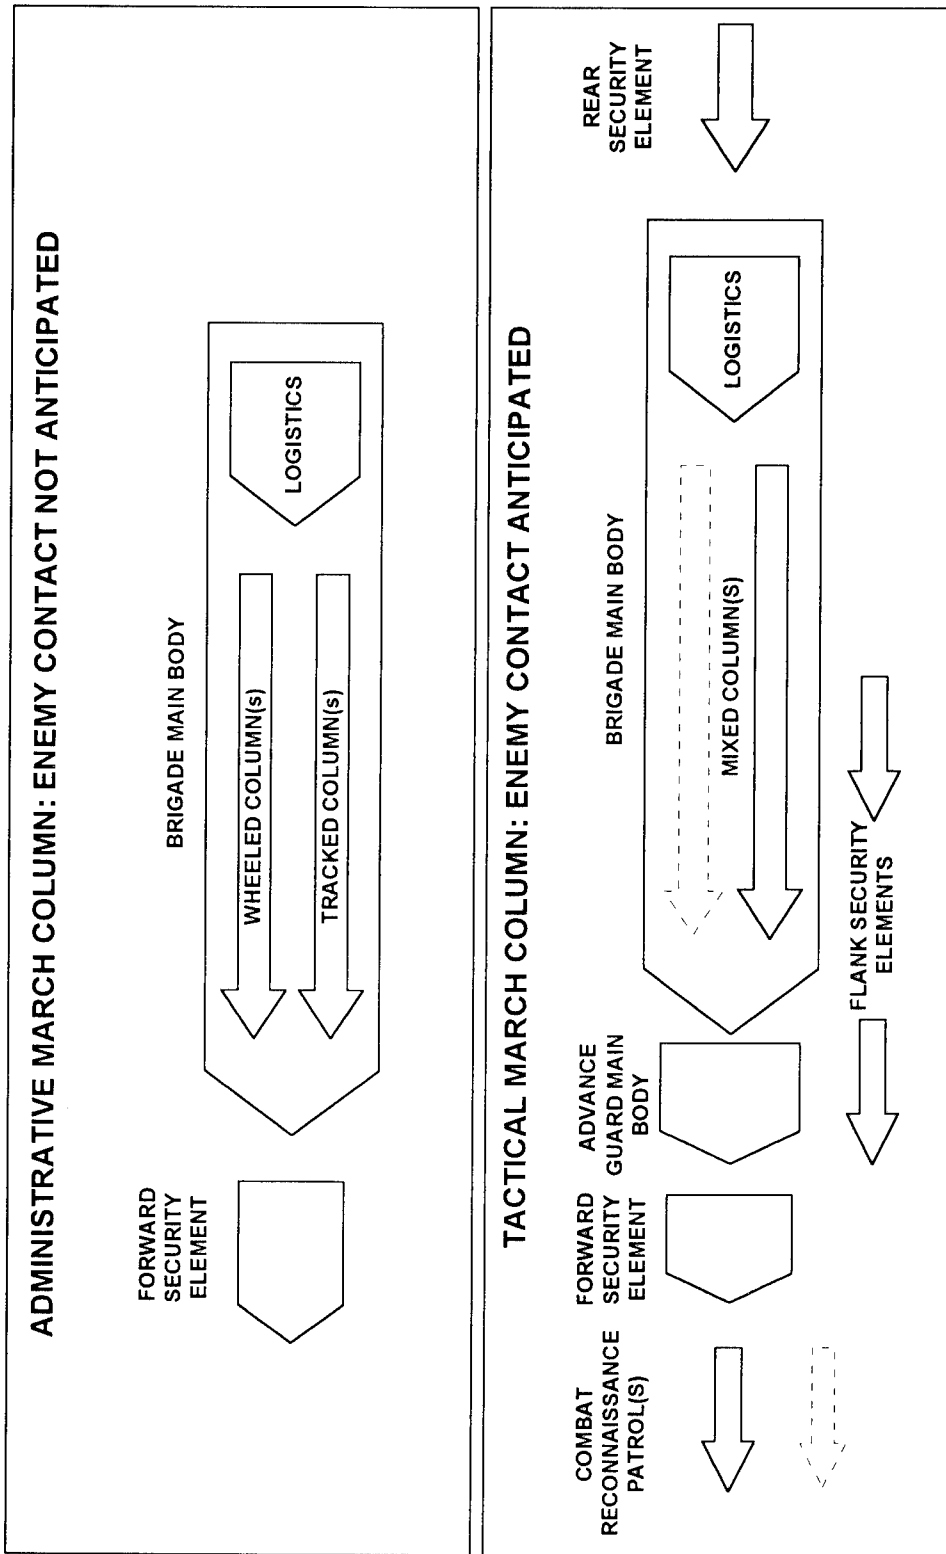 ADMINISTRATIVE MARCH COLUMN: ENEMY CONTACT NOT ANTICIPATED
BRIGADE MAIN BODY
FORWARD
SECURITY
ELEMENT
WHEELED COLUMN(s)
TRACKED COLUMN(s)
LOGISTICS
TACTICAL MARCH COLUMN: ENEMY CONTACT ANTICIPATED
COMBAT
RECONNAISSANCE
PATROL(S)
FORWARD
SECURITY
ELEMENT
ADVANCE
GUARD MAIN
BODY
BRIGADE MAIN BODY
REAR
SECURITY
ELEMENT
MIXED COLUMN(S)
LOGISTICS
FLANK SECURITY
ELEMENTS